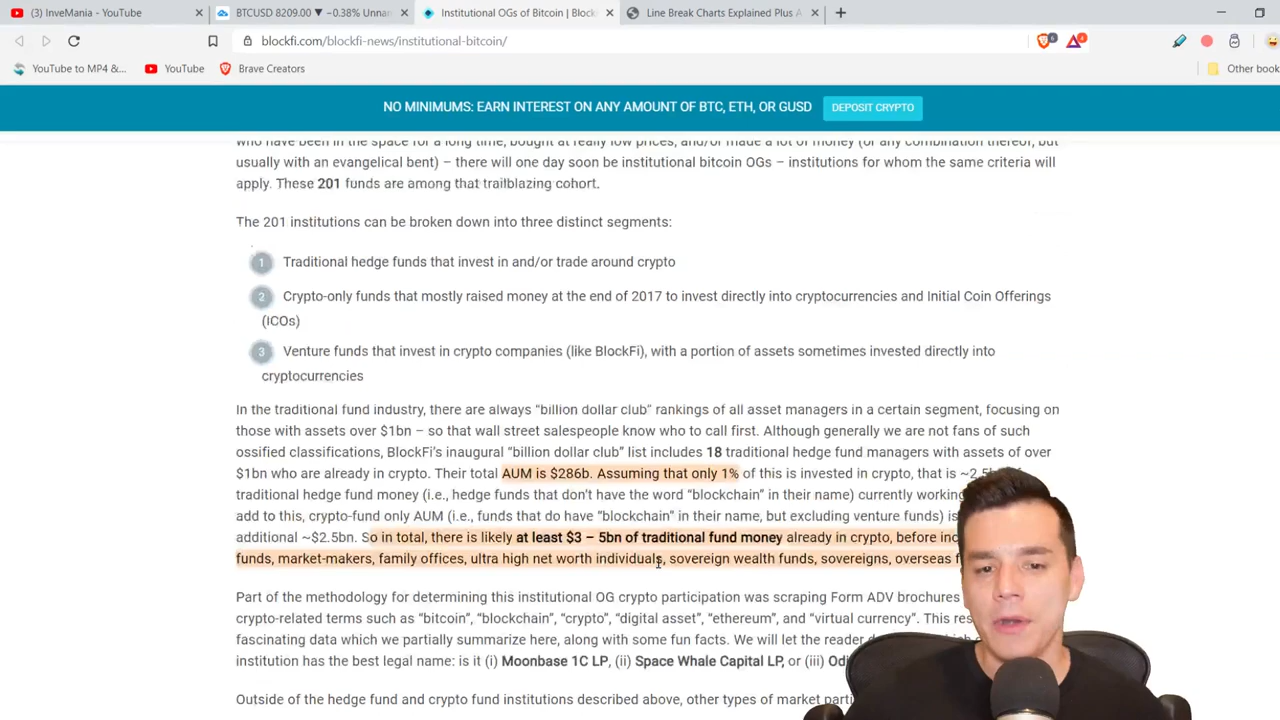 (3) InveMania - YouTube
BTCUSD 8209.00 ▼ −0.38% Unnar
Institutional OGs of Bitcoin | Block
Line Break Charts Explained Plus A
blockfi.com/blockfi-news/institutional-bitcoin/
6
4
YouTube to MP4 &...
YouTube
Brave Creators
Other book
NO MINIMUMS: EARN INTEREST ON ANY AMOUNT OF BTC, ETH, OR GUSD
DEPOSIT CRYPTO
who have been in the space for a long time, bought at really low prices, and/or made a lot of money (or any combination thereof, but
usually with an evangelical bent) – there will one day soon be institutional bitcoin OGs – institutions for whom the same criteria will
apply. These 201 funds are among that trailblazing cohort.
The 201 institutions can be broken down into three distinct segments:
1 Traditional hedge funds that invest in and/or trade around crypto
2 Crypto-only funds that mostly raised money at the end of 2017 to invest directly into cryptocurrencies and Initial Coin Offerings
(ICOs)
3 Venture funds that invest in crypto companies (like BlockFi), with a portion of assets sometimes invested directly into
cryptocurrencies
In the traditional fund industry, there are always “billion dollar club” rankings of all asset managers in a certain segment, focusing on
those with assets over $1bn – so that wall street salespeople know who to call first. Although generally we are not fans of such
ossified classifications, BlockFi’s inaugural “billion dollar club” list includes 18 traditional hedge fund managers with assets of over
$1bn who are already in crypto. Their total AUM is $286b. Assuming that only 1% of this is invested in crypto, that is ~2.5b
traditional hedge fund money (i.e., hedge funds that don’t have the word “blockchain” in their name) currently working
add to this, crypto-fund only AUM (i.e., funds that do have “blockchain” in their name, but excluding venture funds) is
additional ~$2.5bn. So in total, there is likely at least $3 – 5bn of traditional fund money already in crypto, before inc
funds, market-makers, family offices, ultra high net worth individuals, sovereign wealth funds, sovereigns, overseas f
Part of the methodology for determining this institutional OG crypto participation was scraping Form ADV brochures
crypto-related terms such as “bitcoin”, “blockchain”, “crypto”, “digital asset”, “ethereum”, and “virtual currency”. This res
fascinating data which we partially summarize here, along with some fun facts. We will let the reader
institution has the best legal name: is it (i) Moonbase 1C LP, (ii) Space Whale Capital LP, or (iii)
Outside of the hedge fund and crypto fund institutions described above, other types of market parti